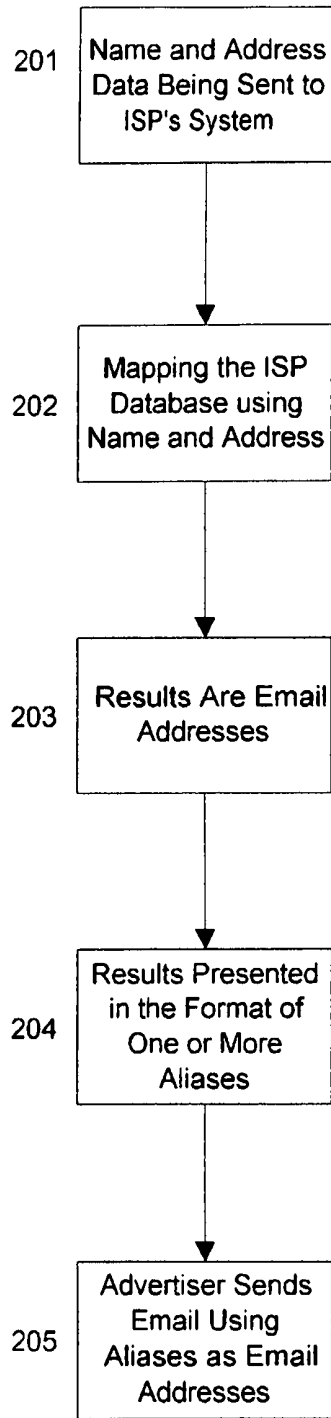 201
Name and Address
Data Being Sent to
ISP's System
202
Mapping the ISP
Database using
Name and Address
203
Results Are Email
Addresses
204
Results Presented
in the Format of
One or More
Aliases
205
Advertiser Sends
Email Using
Aliases as Email
Addresses